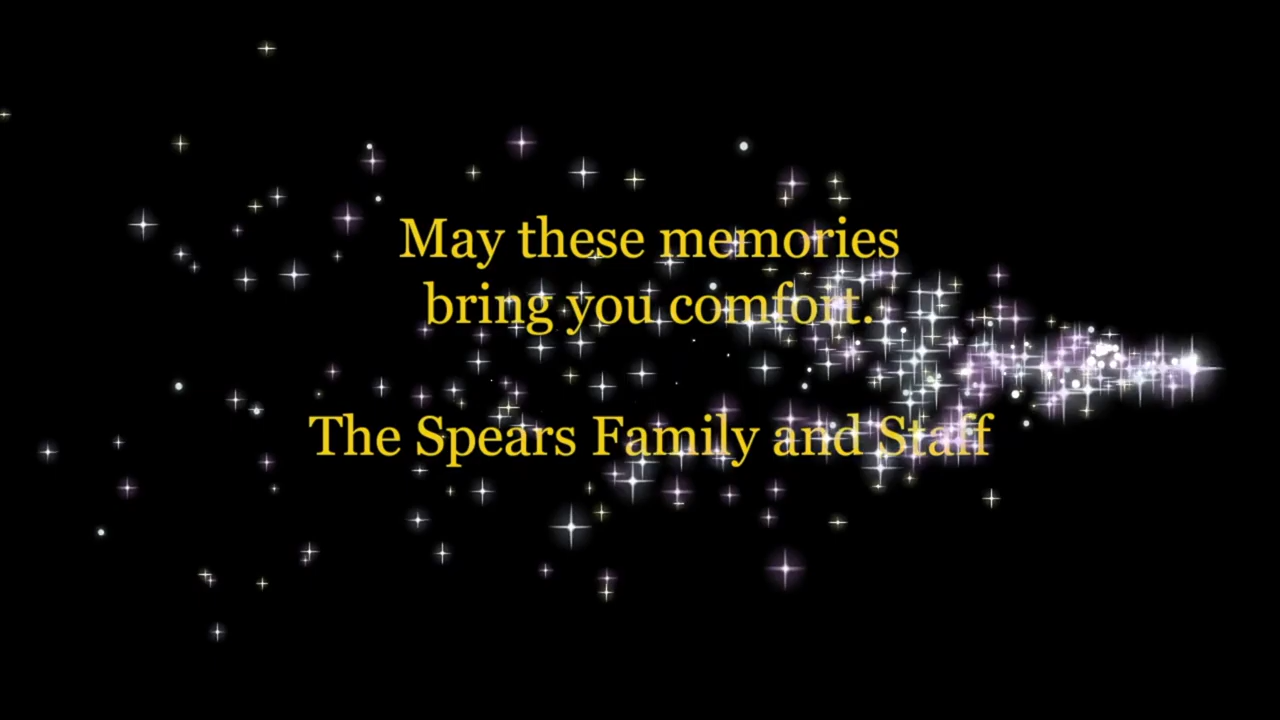 May these memories
bring you comfort.
The Spears Family and Staff